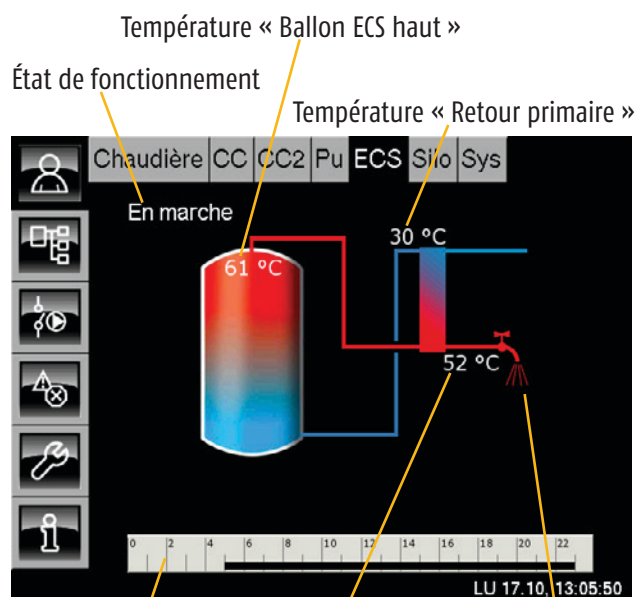 Température « Ballon ECS haut »
État de fonctionnement
Température « Retour primaire »
Chaudière CC CC2 Pu ECS Silo Sys
En marche
30 °C
61 °C
52 °C
0 2 4 6 8 10 12 14 16 18 20 22
LU 17.10, 13:05:50